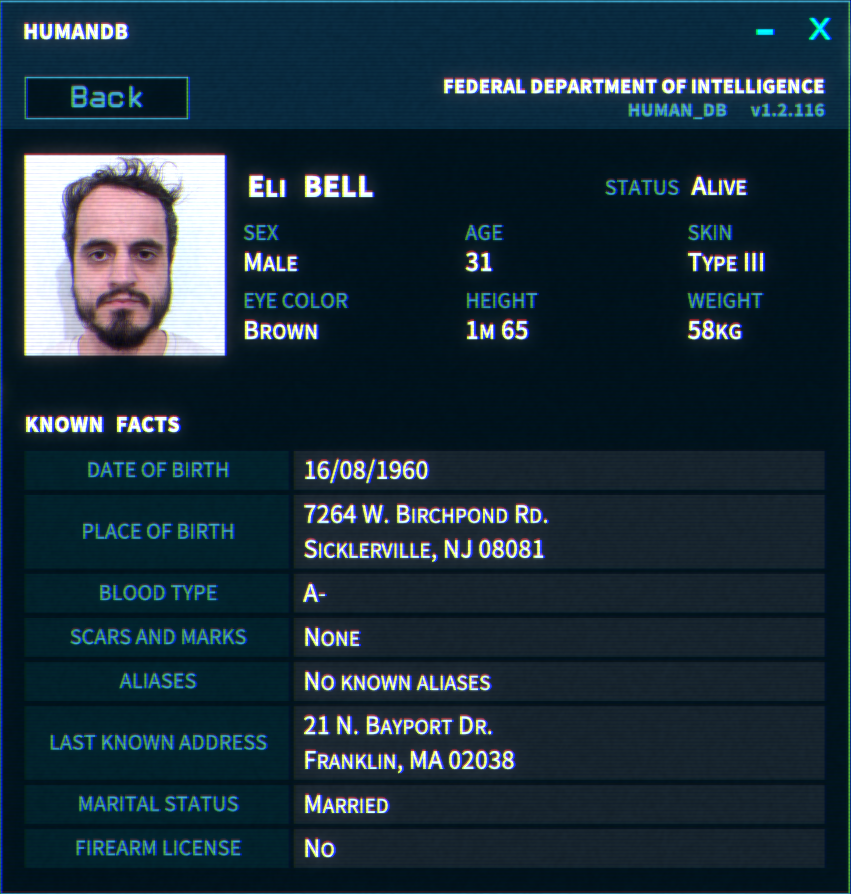 HUMANDB
– X
Back
FEDERAL DEPARTMENT OF INTELLIGENCE
HUMAN_DB v1.2.116
ELI BELL
STATUS ALIVE
SEX AGE SKIN
MALE 31 TYPE III
EYE COLOR HEIGHT WEIGHT
BROWN 1M 65 58KG
KNOWN FACTS
DATE OF BIRTH 16/08/1960
PLACE OF BIRTH 7264 W. BIRCHPOND RD.
SICKLERVILLE, NJ 08081
BLOOD TYPE A-
SCARS AND MARKS NONE
ALIASES NO KNOWN ALIASES
LAST KNOWN ADDRESS 21 N. BAYPORT DR.
FRANKLIN, MA 02038
MARITAL STATUS MARRIED
FIREARM LICENSE NO